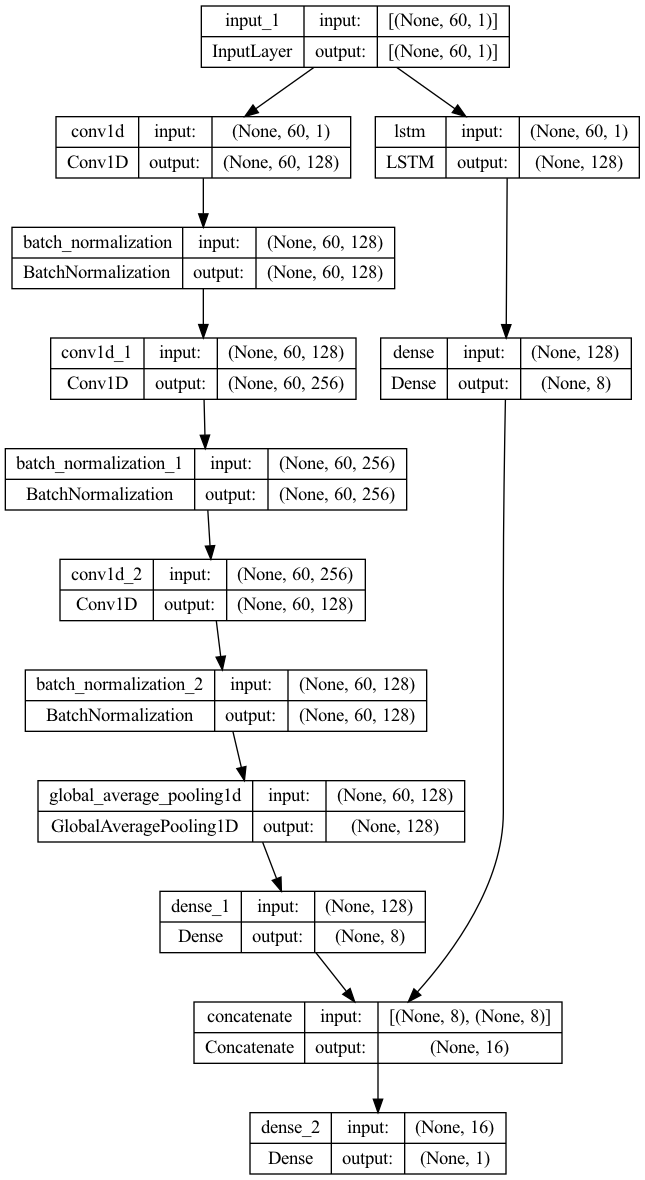 input_1 input: [(None, 60, 1)]
InputLayer output: [(None, 60, 1)]
conv1d input: (None, 60, 1)
Conv1D output: (None, 60, 128)
lstm input: (None, 60, 1)
LSTM output: (None, 128)
batch_normalization input: (None, 60, 128)
BatchNormalization output: (None, 60, 128)
conv1d_1 input: (None, 60, 128)
Conv1D output: (None, 60, 256)
dense input: (None, 128)
Dense output: (None, 8)
batch_normalization_1 input: (None, 60, 256)
BatchNormalization output: (None, 60, 256)
conv1d_2 input: (None, 60, 256)
Conv1D output: (None, 60, 128)
batch_normalization_2 input: (None, 60, 128)
BatchNormalization output: (None, 60, 128)
global_average_pooling1d input: (None, 60, 128)
GlobalAveragePooling1D output: (None, 128)
dense_1 input: (None, 128)
Dense output: (None, 8)
concatenate input: [(None, 8), (None, 8)]
Concatenate output: (None, 16)
dense_2 input: (None, 16)
Dense output: (None, 1)